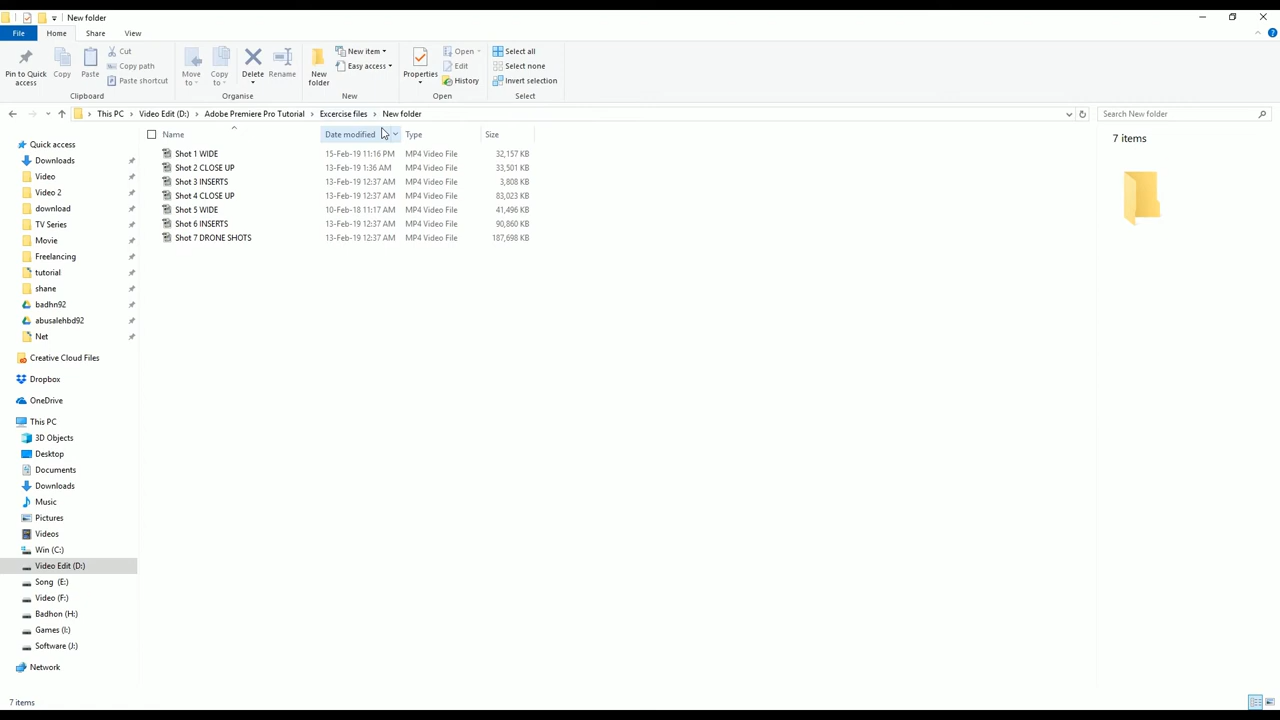 New folder
File Home Share View
Pin to Quick access
Copy
Paste
Cut
Copy path
Paste shortcut
Clipboard
Move to
Copy to
Delete
Rename
Organise
New folder
New item
Easy access
New
Properties
Open
Edit
History
Open
Select all
Select none
Invert selection
Select
This PC > Video Edit (D:) > Adobe Premiere Pro Tutorial > Excercise files > New folder
Search New folder
Name Date modified Type Size
Shot 1 WIDE 15-Feb-19 11:16 PM MP4 Video File 32,157 KB
Shot 2 CLOSE UP 13-Feb-19 1:36 AM MP4 Video File 33,501 KB
Shot 3 INSERTS 13-Feb-19 12:37 AM MP4 Video File 3,808 KB
Shot 4 CLOSE UP 13-Feb-19 12:37 AM MP4 Video File 83,023 KB
Shot 5 WIDE 10-Feb-18 11:17 AM MP4 Video File 41,496 KB
Shot 6 INSERTS 13-Feb-19 12:37 AM MP4 Video File 90,860 KB
Shot 7 DRONE SHOTS 13-Feb-19 12:37 AM MP4 Video File 187,698 KB
7 items
Quick access
Downloads
Video
Video 2
download
TV Series
Movie
Freelancing
tutorial
shane
badhn92
abusalehbd92
Net
Creative Cloud Files
Dropbox
OneDrive
This PC
3D Objects
Desktop
Documents
Downloads
Music
Pictures
Videos
Win (C:)
Video Edit (D:)
Song (E:)
Video (F:)
Badhon (H:)
Games (I:)
Software (J:)
Network
7 items